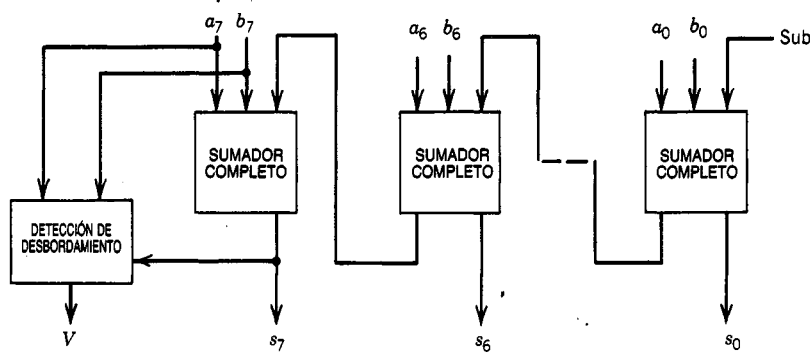 a7 b7
a6 b6
a0 b0
Sub
SUMADOR
COMPLETO
SUMADOR
COMPLETO
SUMADOR
COMPLETO
DETECCIÓN DE
DESBORDAMIENTO
V
s7
s6
s0